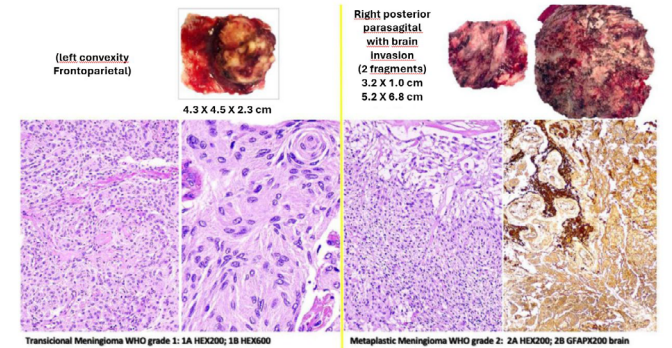 (left convexity
Frontoparietal)
4.3 X 4.5 X 2.3 cm
Right posterior
parasagital
with brain
invasion
(2 fragments)
3.2 X 1.0 cm
5.2 X 6.8 cm
Transicional Meningioma WHO grade 1: 1A HEX200; 1B HEX600
Metaplastic Meningioma WHO grade 2: 2A HEX200; 2B GFAPX200 brain